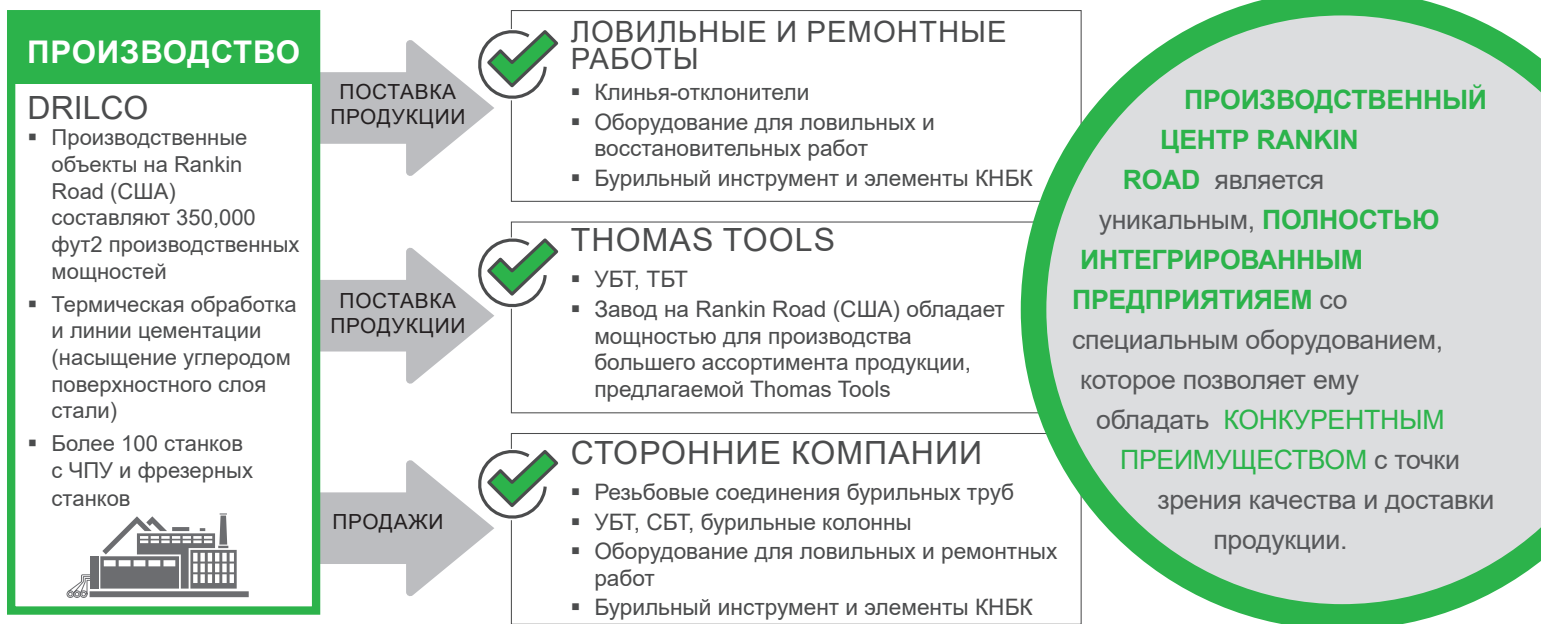 ПРОИЗВОДСТВО
DRILCO
▪ Производственные
объекты на Rankin
Road (США)
составляют 350,000
фут2 производственных
мощностей
▪ Термическая обработка
и линии цементации
(насыщение углеродом
поверхностного слоя
стали)
▪ Более 100 станков
с ЧПУ и фрезерных
станков
ПОСТАВКА
ПРОДУКЦИИ
ЛОВИЛЬНЫЕ И РЕМОНТНЫЕ
РАБОТЫ
▪ Клинья-отклонители
▪ Оборудование для ловильных и
восстановительных работ
▪ Бурильный инструмент и элементы КНБК
ПОСТАВКА
ПРОДУКЦИИ
THOMAS TOOLS
▪ УБТ, ТБТ
▪ Завод на Rankin Road (США) обладает
мощностью для производства
большего ассортимента продукции,
предлагаемой Thomas Tools
ПРОДАЖИ
СТОРОННИЕ КОМПАНИИ
▪ Резьбовые соединения бурильных труб
▪ УБТ, СБТ, бурильные колонны
▪ Оборудование для ловильных и ремонтных
работ
▪ Бурильный инструмент и элементы КНБК
ПРОИЗВОДСТВЕННЫЙ
ЦЕНТР RANKIN
ROAD является
уникальным, ПОЛНОСТЬЮ
ИНТЕГРИРОВАННЫМ
ПРЕДПРИЯТИЯЕМ со
специальным оборудованием,
которое позволяет ему
обладать КОНКУРЕНТНЫМ
ПРЕИМУЩЕСТВОМ с точки
зрения качества и доставки
продукции.